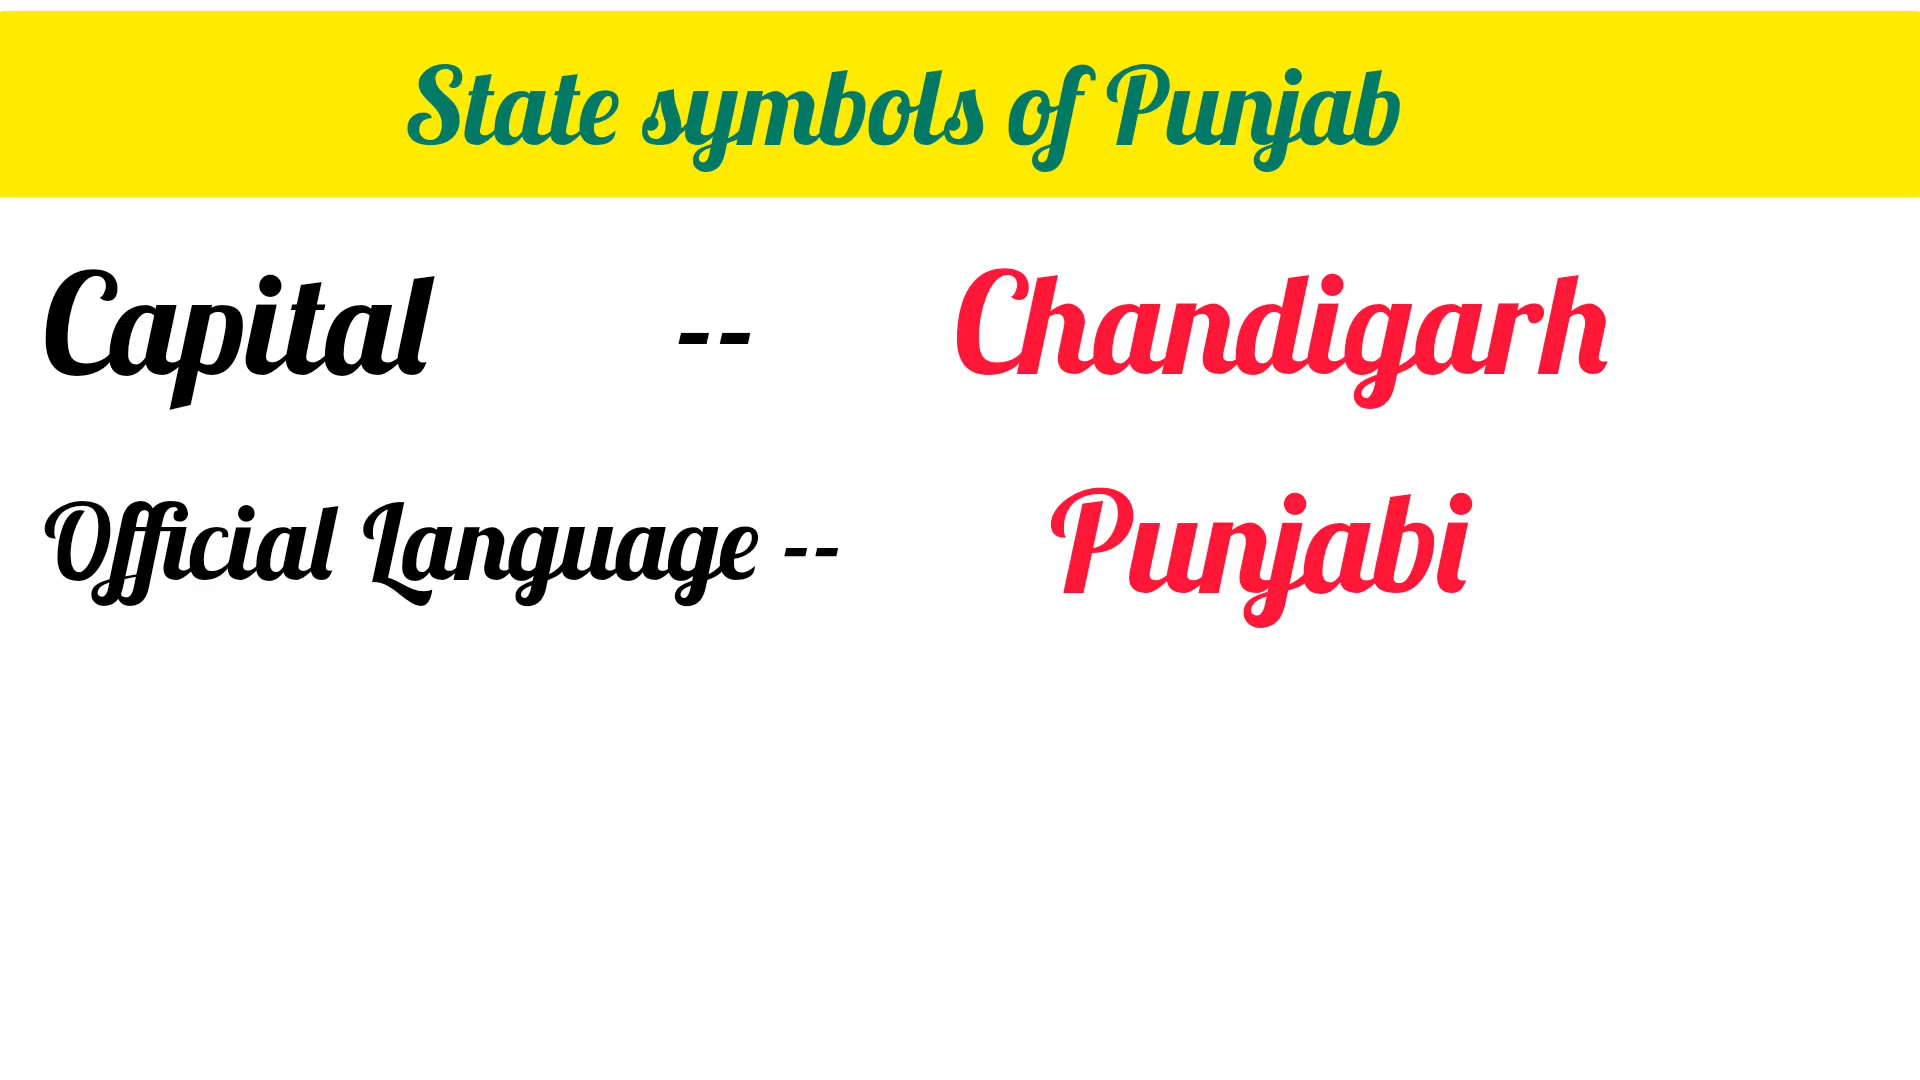 State symbols of Punjab
Capital -- Chandigarh
Official Language -- Punjabi